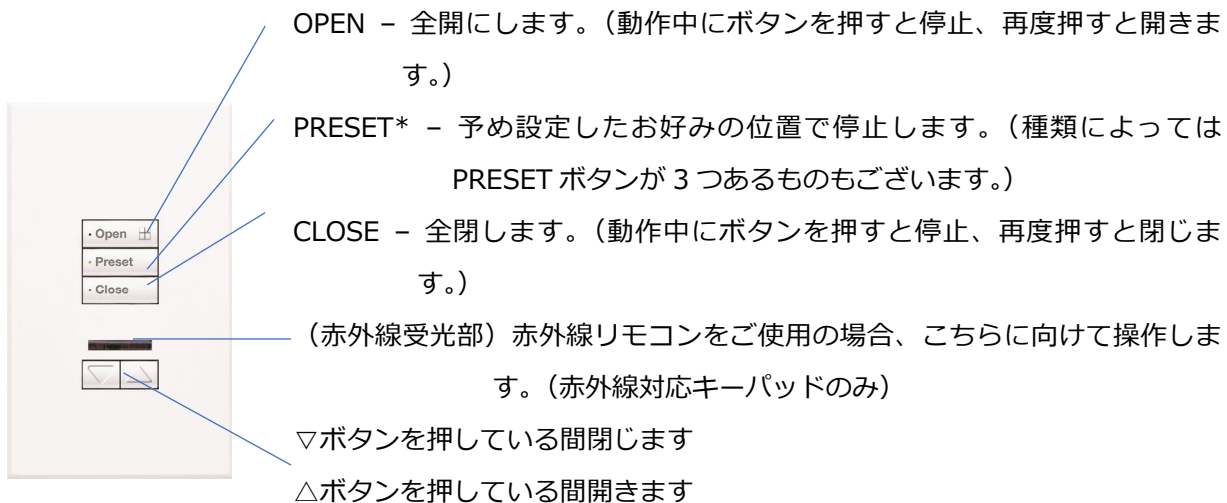 OPEN – 全開にします。（動作中にボタンを押すと停止、再度押すと開きま
す。）
PRESET* – 予め設定したお好みの位置で停止します。（種類によっては
PRESET ボタンが 3 つあるものもございます。）
CLOSE – 全閉します。（動作中にボタンを押すと停止、再度押すと閉じま
す。）
（赤外線受光部）赤外線リモコンをご使用の場合、こちらに向けて操作しま
す。（赤外線対応キーパッドのみ）
▽ボタンを押している間閉じます
△ボタンを押している間開きます
Open
Preset
Close